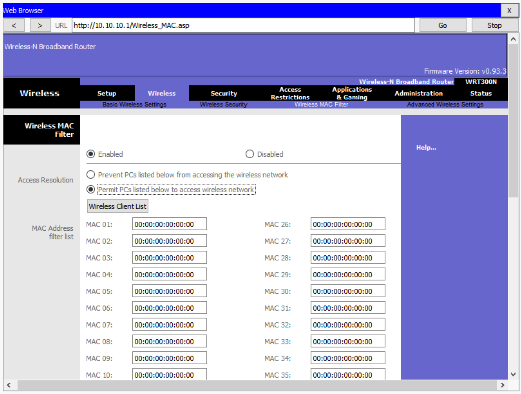 Web Browser X
< > URL http://10.10.10.1/Wireless_MAC.asp Go Stop
Wireless-N Broadband Router
Firmware Version: v0.93.3
Wireless-N Broadband Router WRT300N
Wireless Setup Wireless Security Access Restrictions Applications & Gaming Administration Status
Basic Wireless Settings Wireless Security Wireless MAC Filter Advanced Wireless Settings
Wireless MAC
Filter
Help...
Enabled Disabled
Access Resolution
Prevent PCs listed below from accessing the wireless network
Permit PCs listed below to access wireless network
Wireless Client List
MAC Address
filter list
MAC 01: 00:00:00:00:00:00 MAC 26: 00:00:00:00:00:00
MAC 02: 00:00:00:00:00:00 MAC 27: 00:00:00:00:00:00
MAC 03: 00:00:00:00:00:00 MAC 28: 00:00:00:00:00:00
MAC 04: 00:00:00:00:00:00 MAC 29: 00:00:00:00:00:00
MAC 05: 00:00:00:00:00:00 MAC 30: 00:00:00:00:00:00
MAC 06: 00:00:00:00:00:00 MAC 31: 00:00:00:00:00:00
MAC 07: 00:00:00:00:00:00 MAC 32: 00:00:00:00:00:00
MAC 08: 00:00:00:00:00:00 MAC 33: 00:00:00:00:00:00
MAC 09: 00:00:00:00:00:00 MAC 34: 00:00:00:00:00:00
MAC 10: 00:00:00:00:00:00 MAC 35: 00:00:00:00:00:00